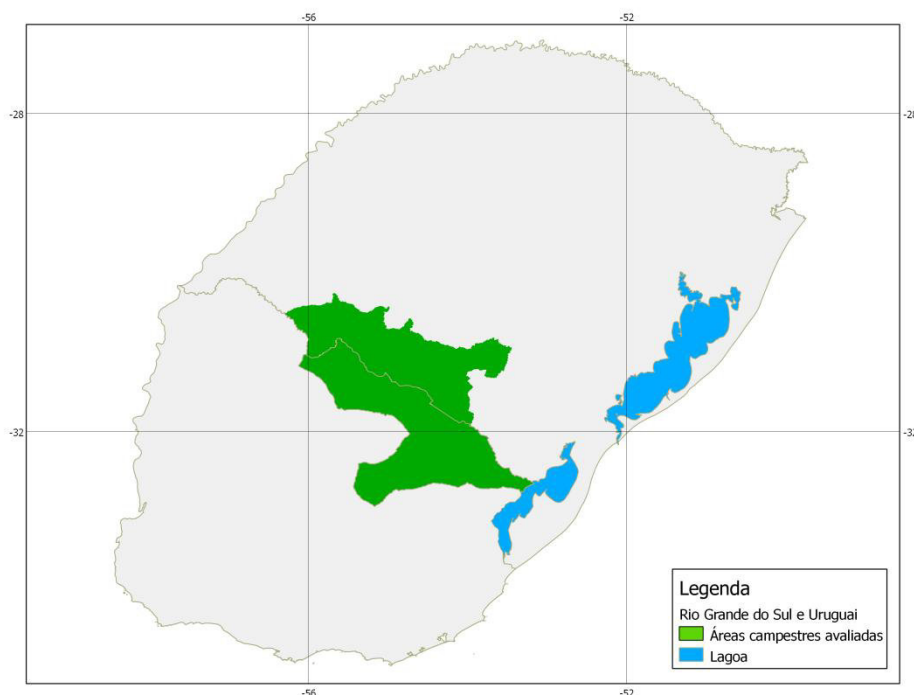 -56
-52
-28
-28
-32
-32
Legenda
Rio Grande do Sul e Uruguai
Áreas campestres avaliadas
Lagoa
-56
-52